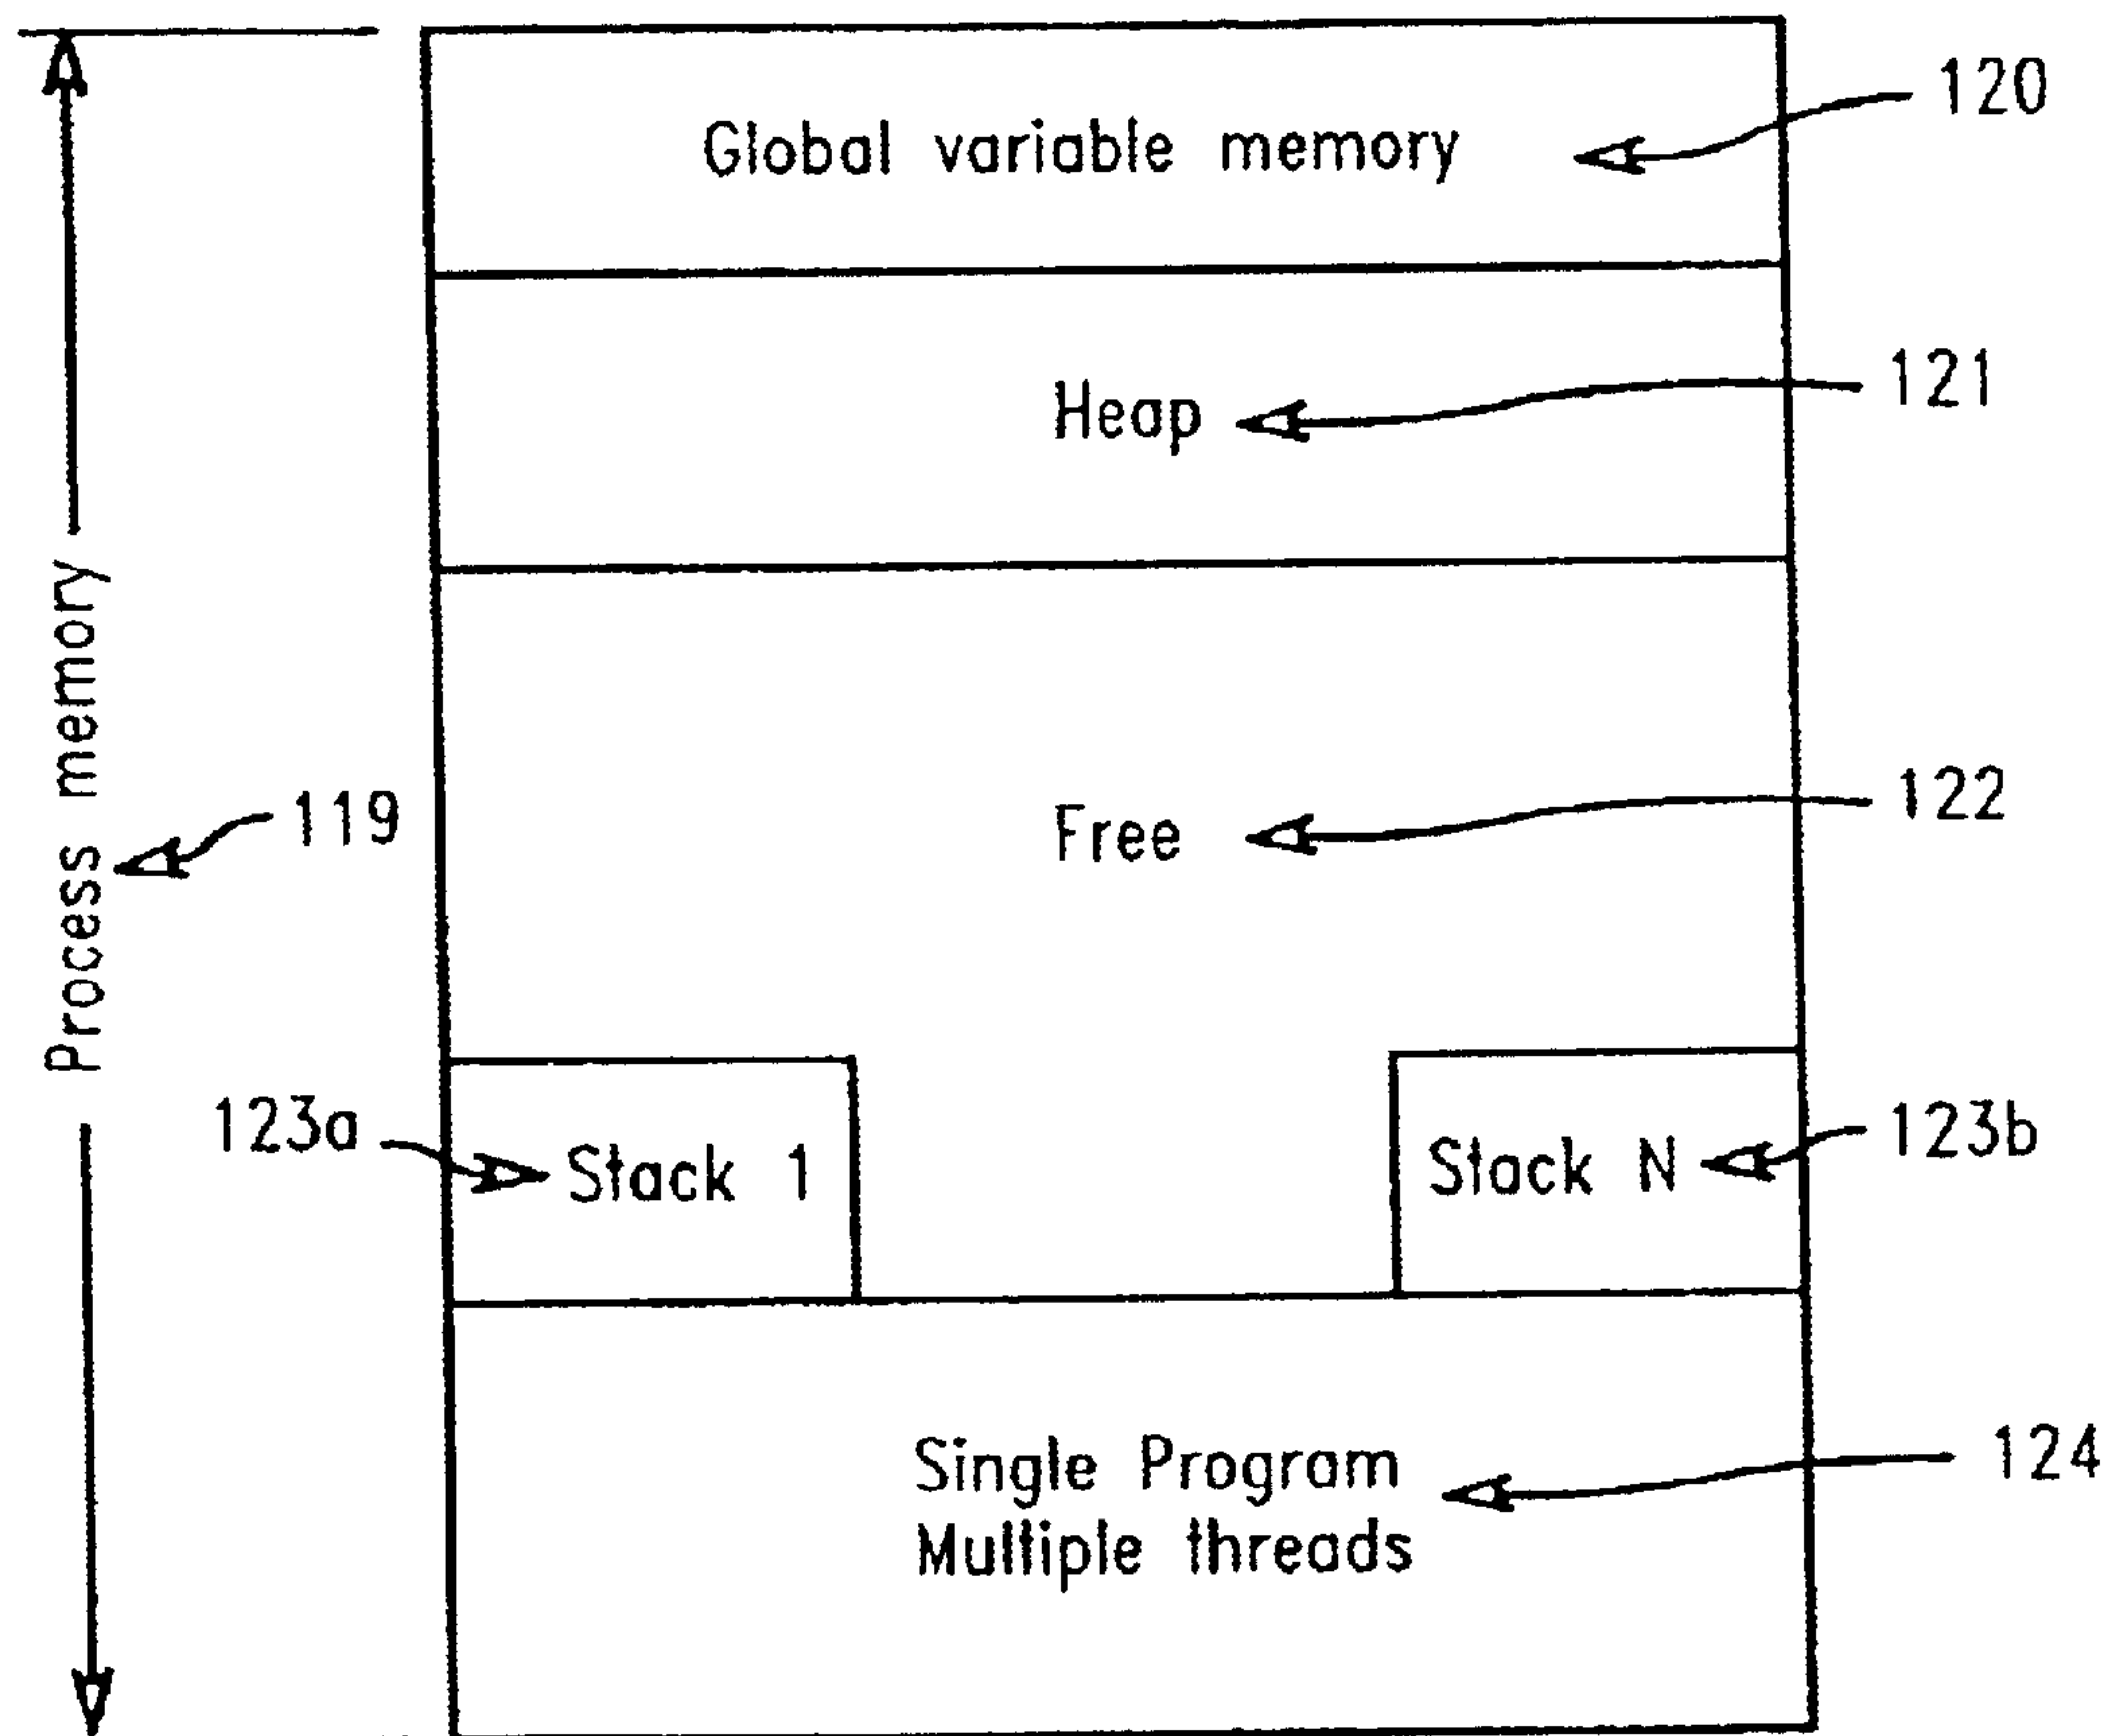 Global variable memory
120
Heap
121
Process memory
119
Free
122
123a
Stack 1
Stack N
123b
Single Program
Multiple threads
124